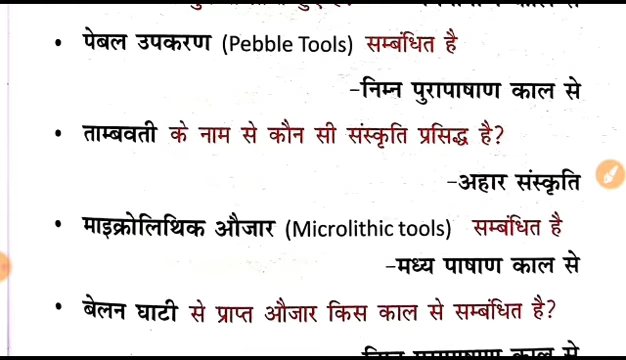 • पेबल उपकरण (Pebble Tools) सम्बंधित है
-निम्न पुरापाषाण काल से
• ताम्बवती के नाम से कौन सी संस्कृति प्रसिद्ध है?
-अहार संस्कृति
• माइक्रोलिथिक औजार (Microlithic tools) सम्बंधित है
-मध्य पाषाण काल से
• बेलन घाटी से प्राप्त औजार किस काल से सम्बंधित है?